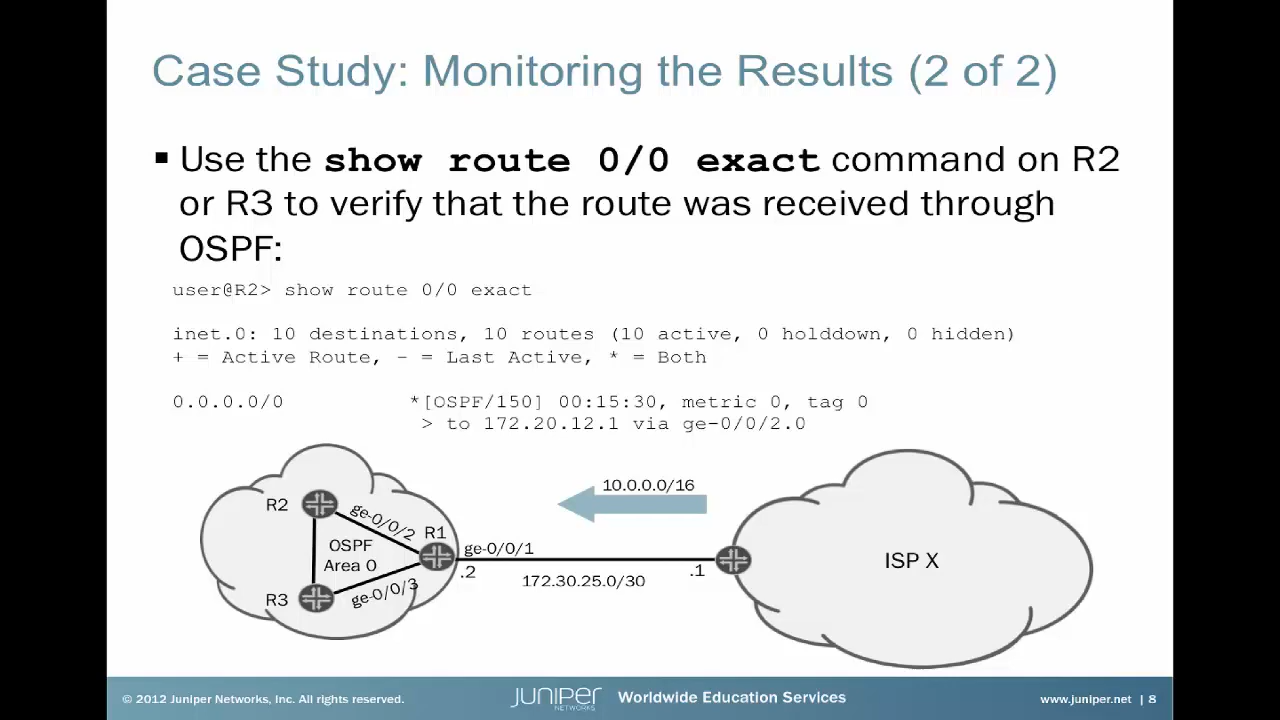 Case Study: Monitoring the Results (2 of 2)
▪ Use the show route 0/0 exact command on R2
or R3 to verify that the route was received through
OSPF:
user@R2> show route 0/0 exact
inet.0: 10 destinations, 10 routes (10 active, 0 holddown, 0 hidden)
+ = Active Route, - = Last Active, * = Both
0.0.0.0/0 *[OSPF/150] 00:15:30, metric 0, tag 0
> to 172.20.12.1 via ge-0/0/2.0
10.0.0.0/16
R2
ge-0/0/2
R1
OSPF
Area 0
ge-0/0/1
.2
172.30.25.0/30
.1
ISP X
R3
ge-0/0/3
© 2012 Juniper Networks, Inc. All rights reserved.
JUNIPER
NETWORKS
Worldwide Education Services
www.juniper.net | 8